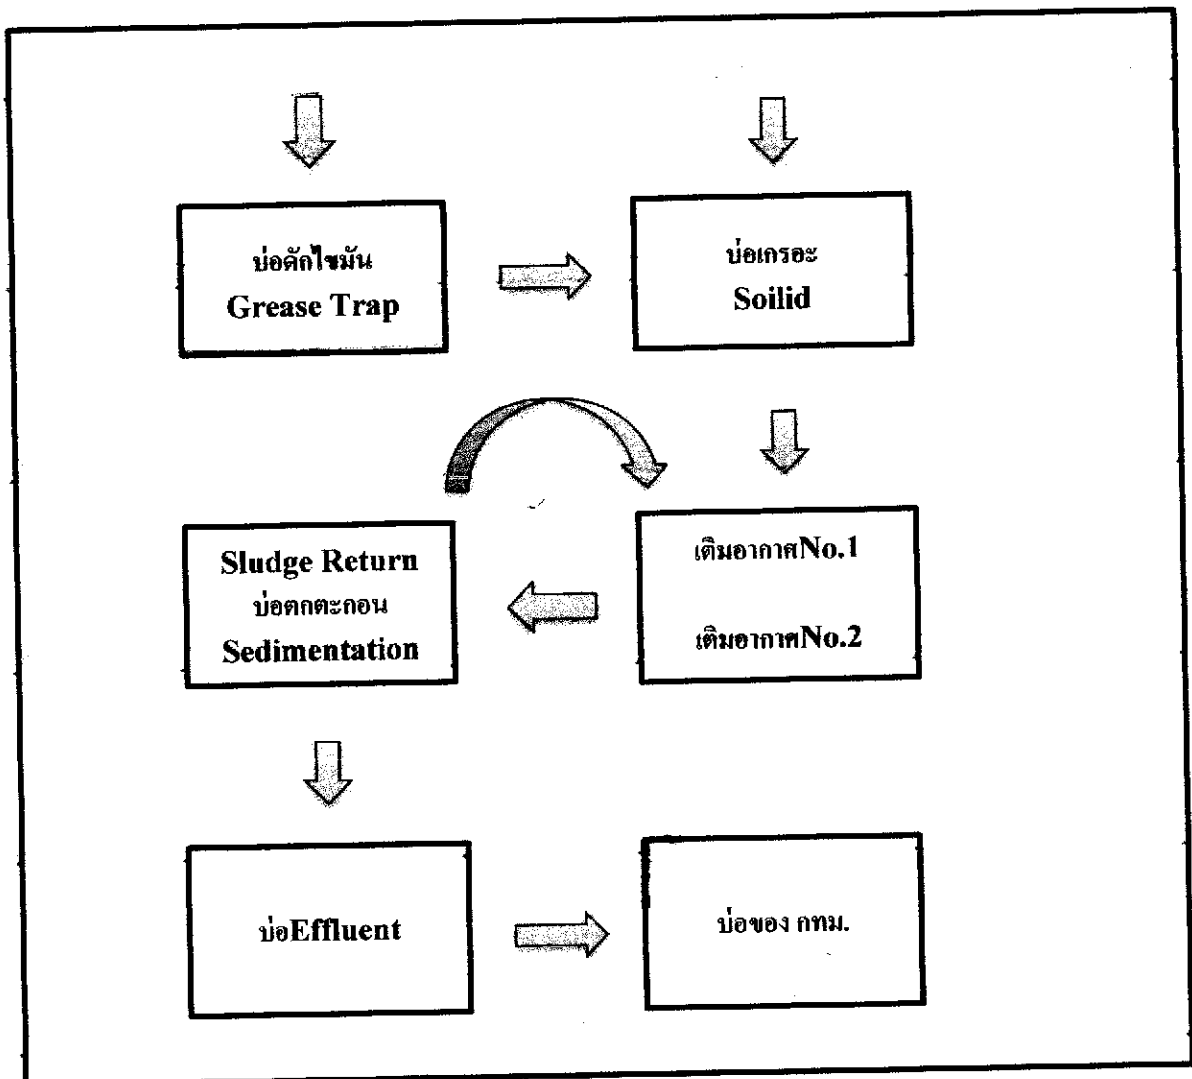 บ่อดักไขมัน
Grease Trap
บ่อเกรอะ
Soilid
Sludge Return
บ่อตกตะกอน
Sedimentation
เติมอากาศNo.1
เติมอากาศNo.2
บ่อEffluent
บ่อของ กทม.